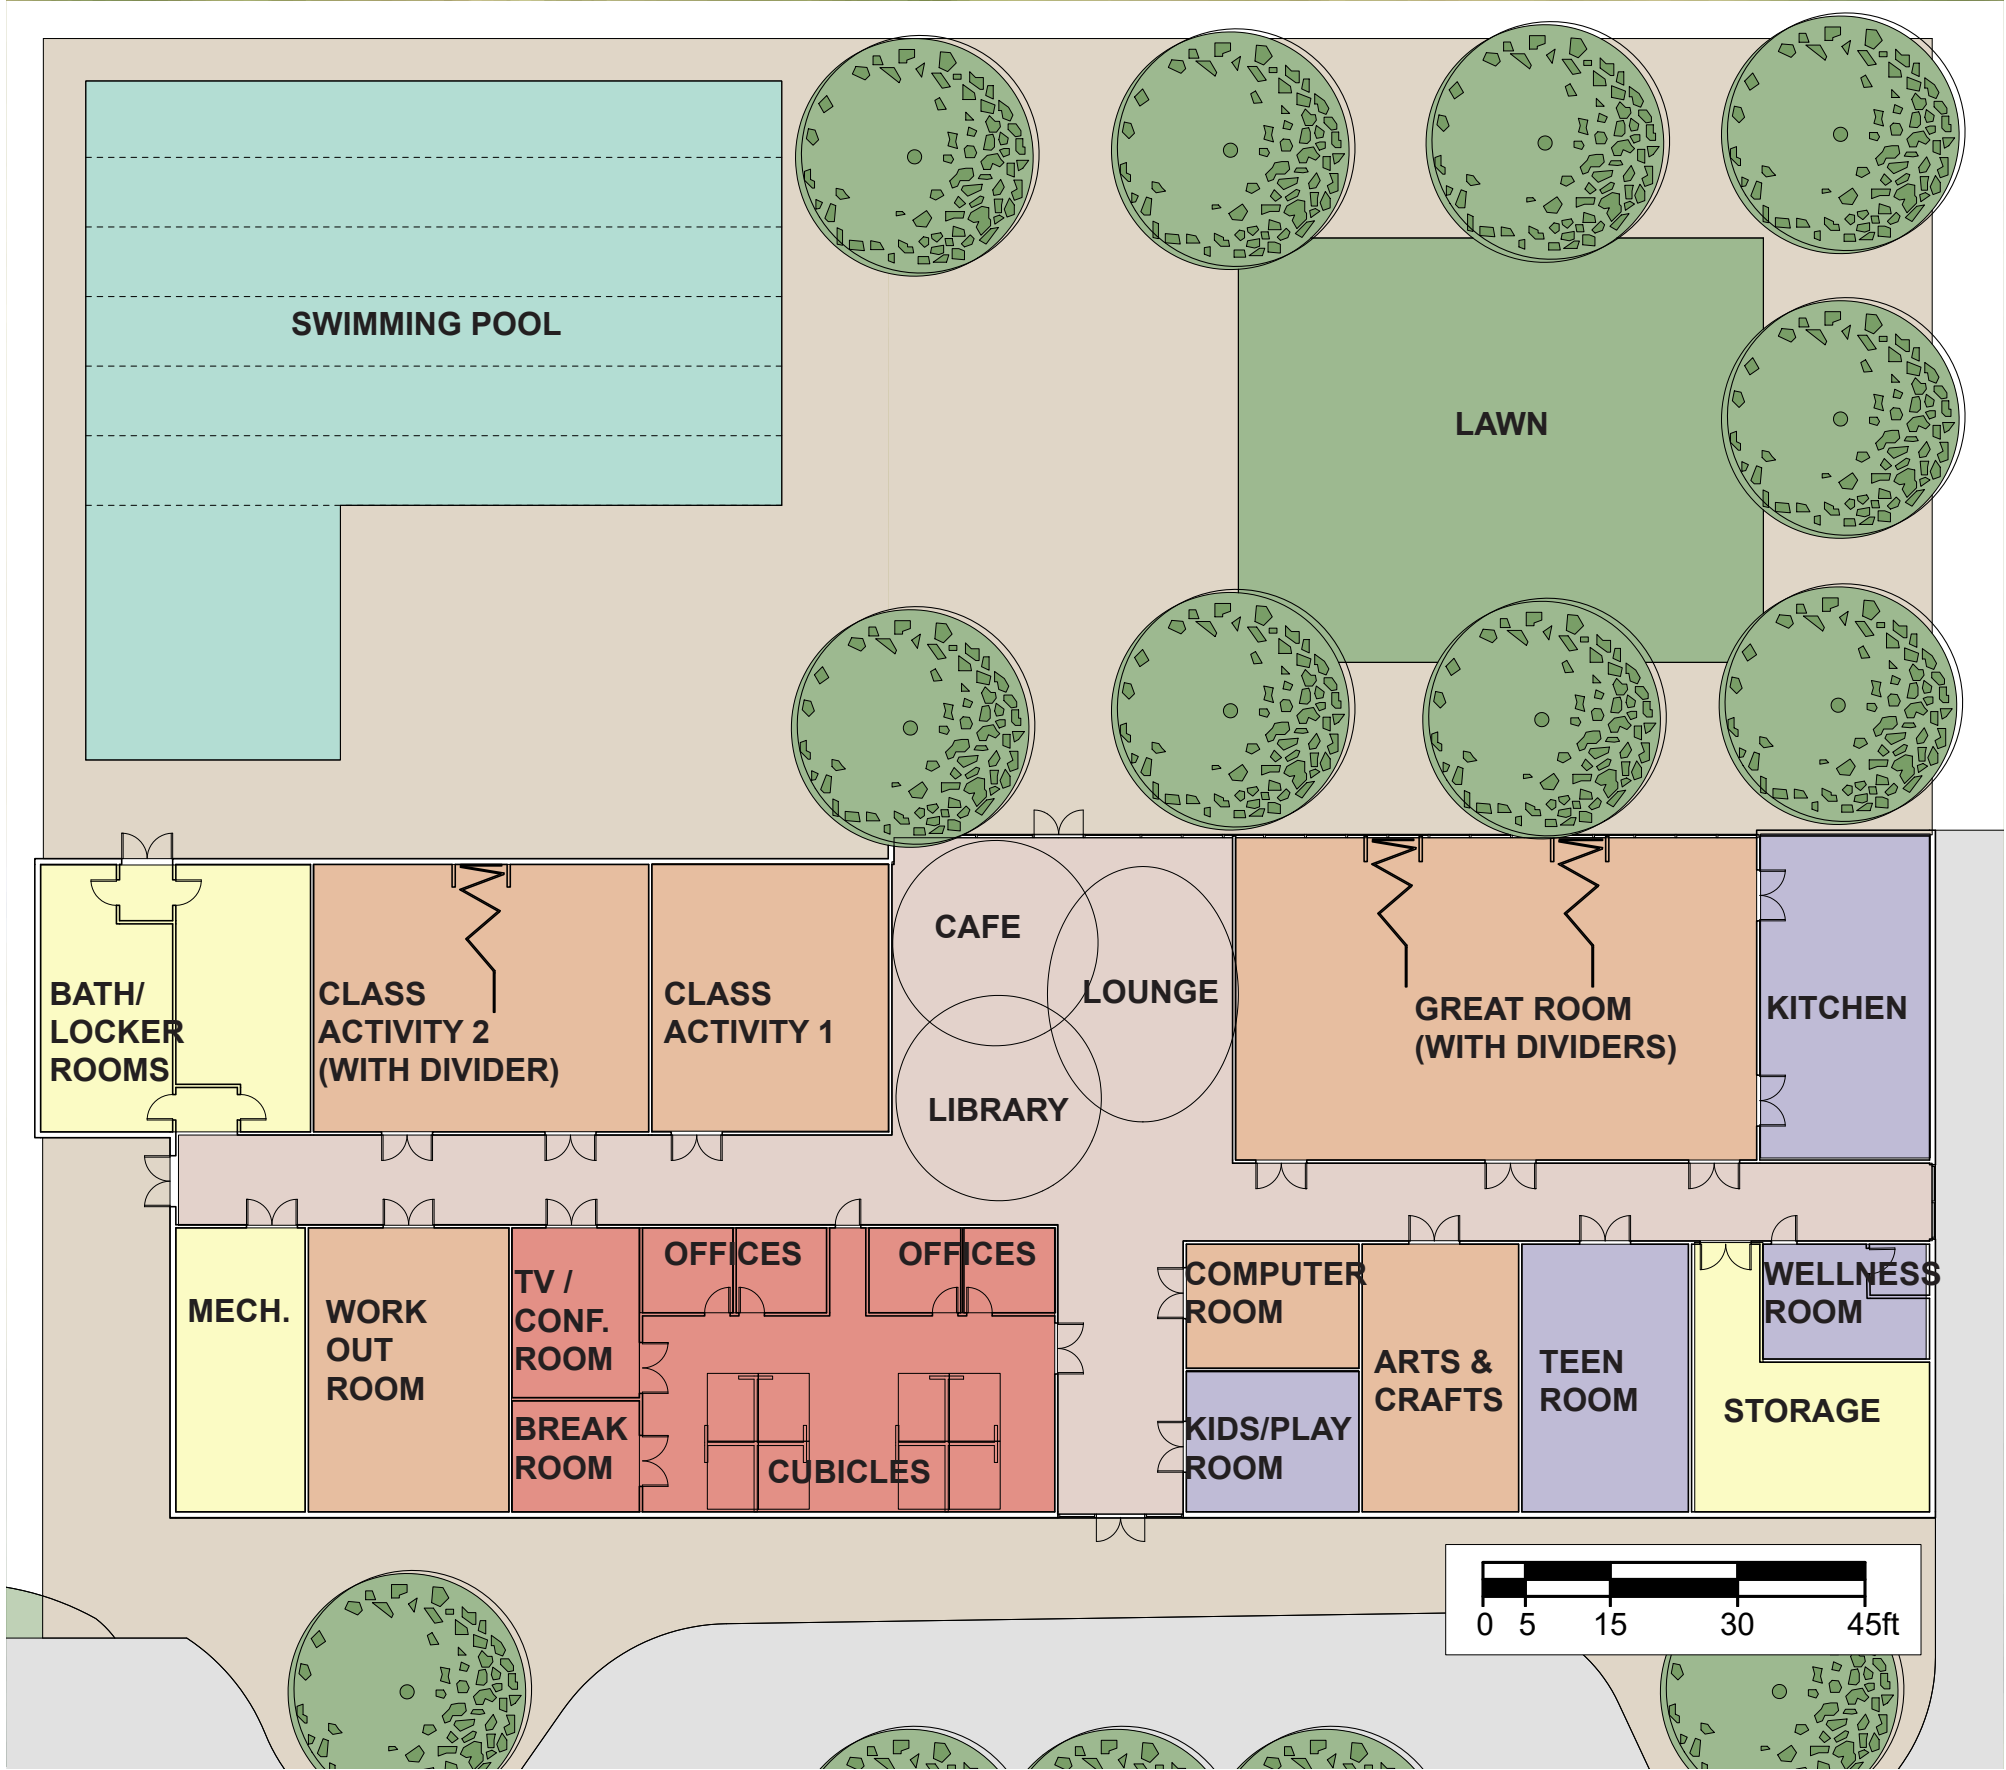 SWIMMING POOL
LAWN
CAFE
LOUNGE
LIBRARY
BATH/
LOCKER
ROOMS
CLASS
ACTIVITY 2
(WITH DIVIDER)
CLASS
ACTIVITY 1
GREAT ROOM
(WITH DIVIDERS)
KITCHEN
MECH.
WORK
OUT
ROOM
TV /
CONF.
ROOM
BREAK
ROOM
OFFICES
OFFICES
CUBICLES
COMPUTER
ROOM
KIDS/PLAY
ROOM
ARTS &
CRAFTS
TEEN
ROOM
WELLNESS
ROOM
STORAGE
0 5 15 30 45ft